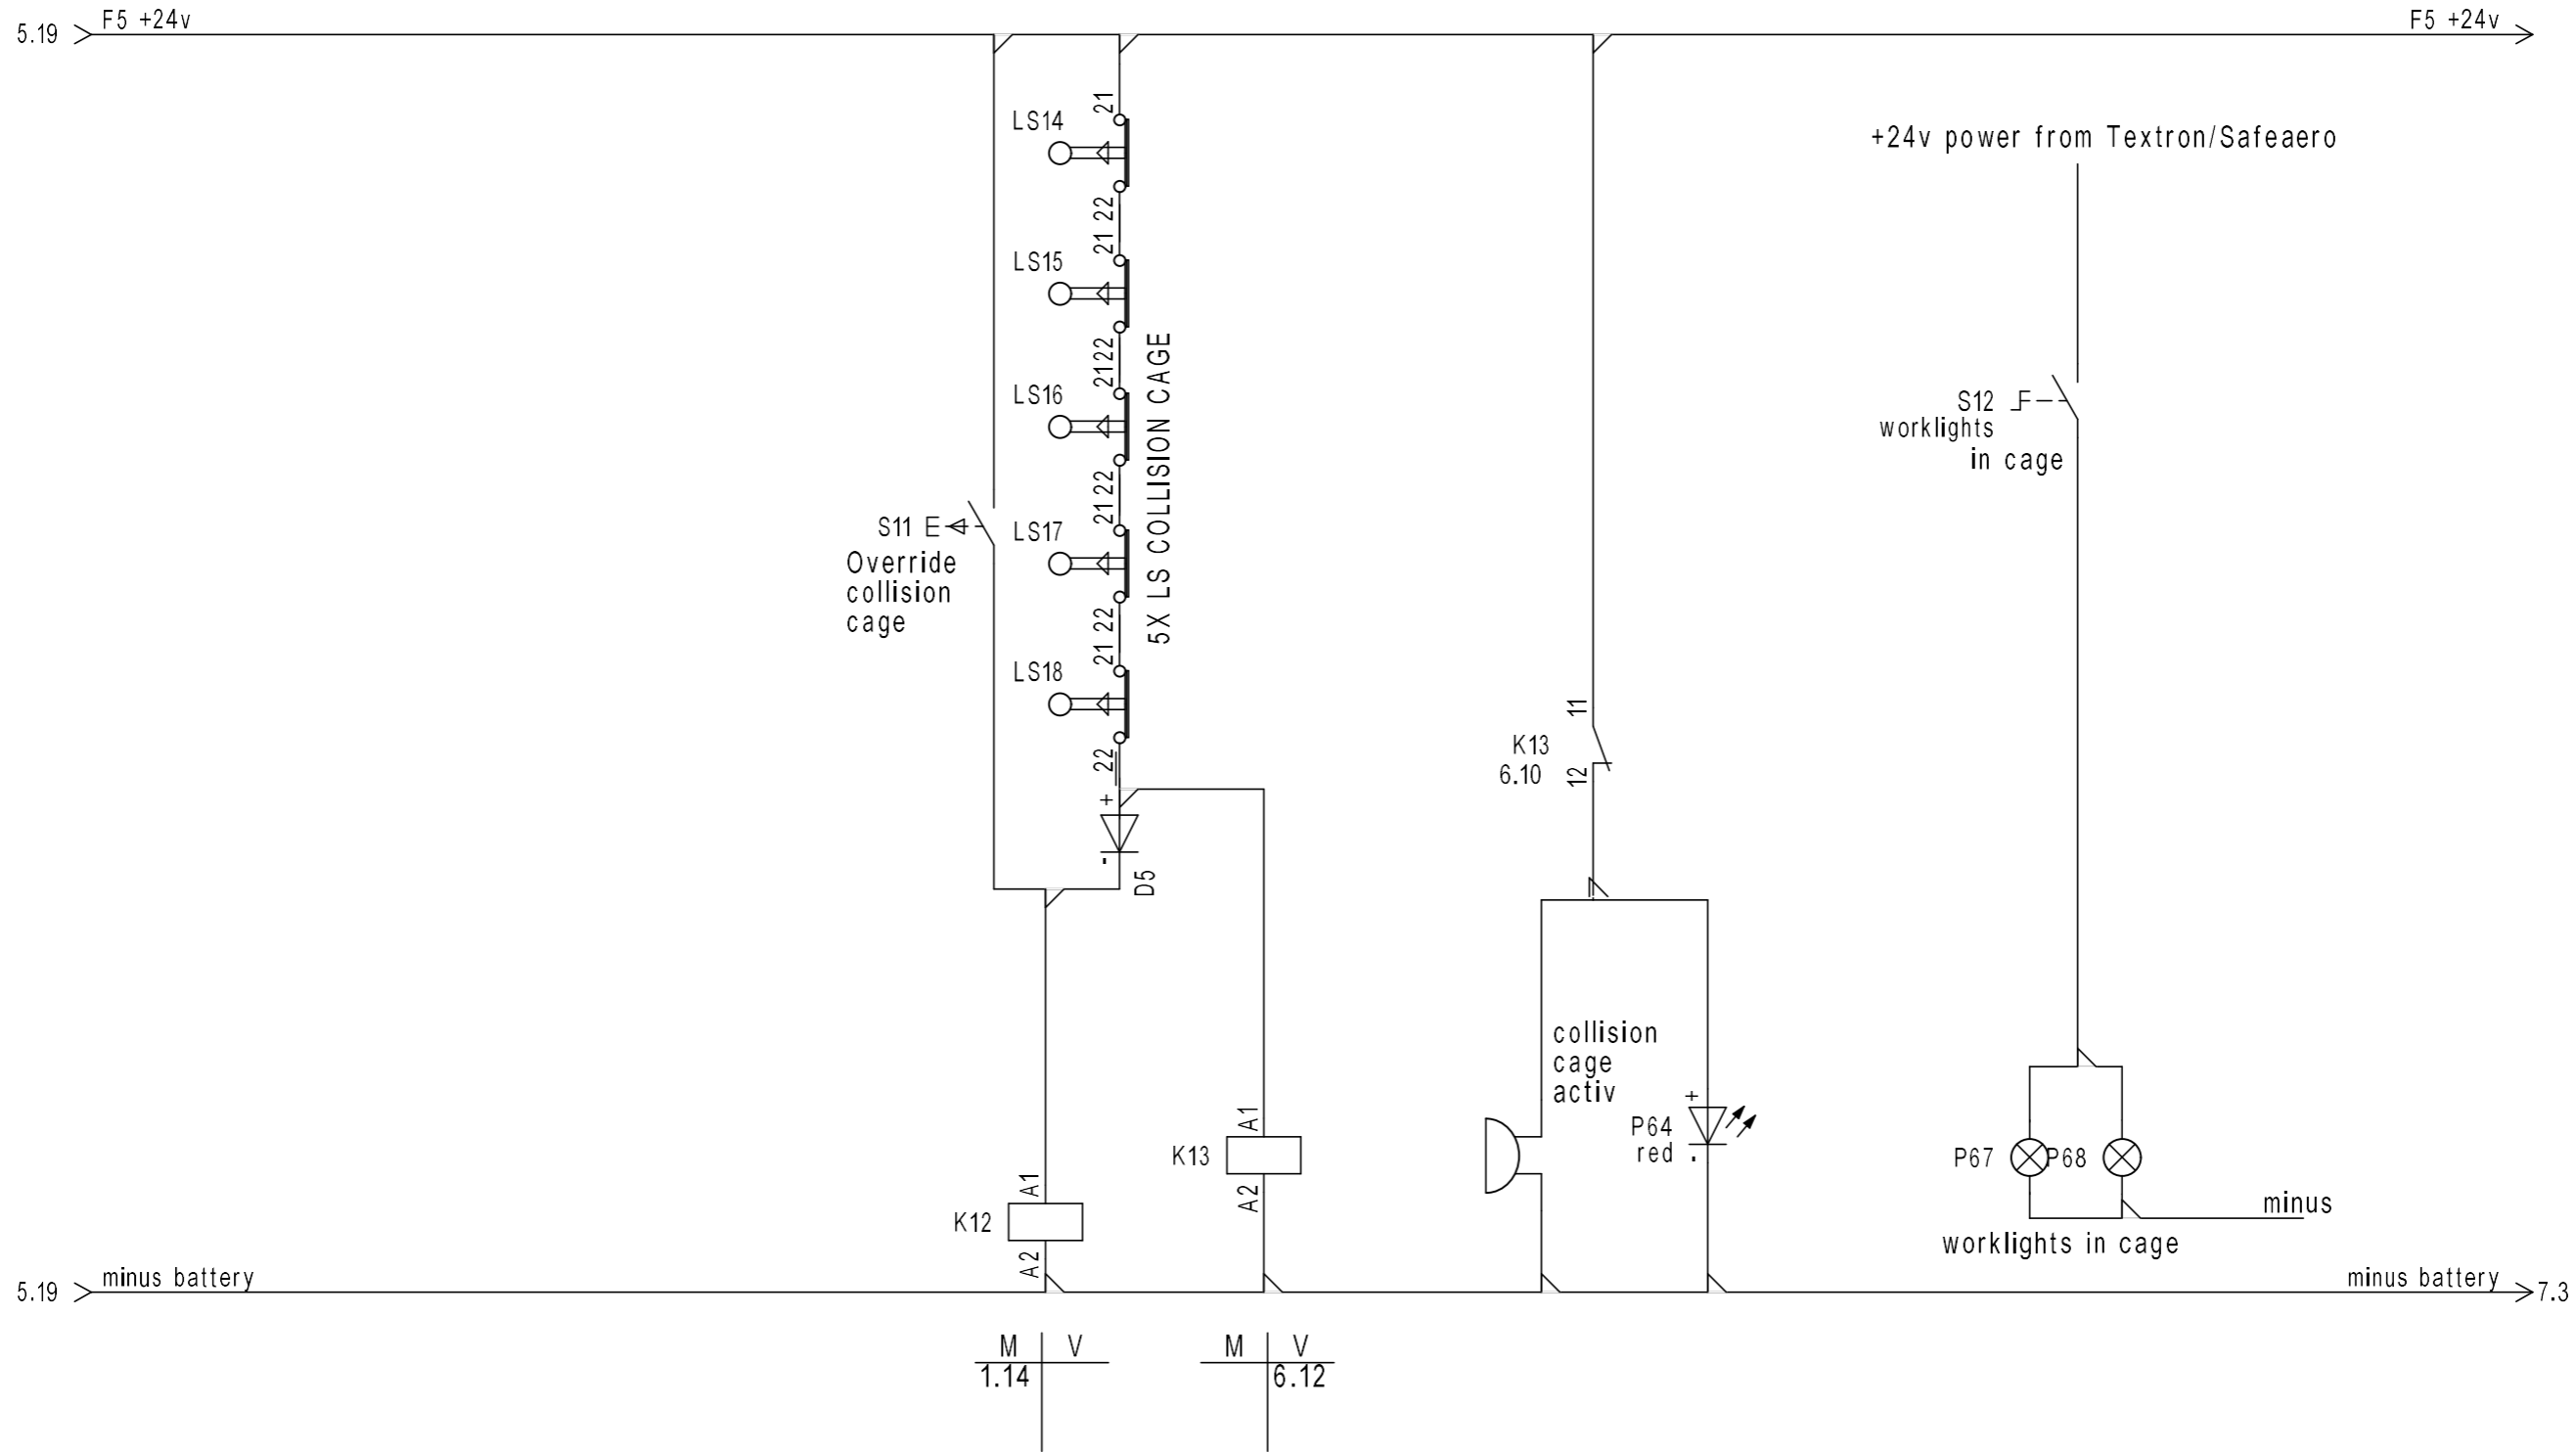 5.19
F5 +24v
F5 +24v
+24v power from Textron/Safeaero
21
LS14
22
21
LS15
22
21
LS16
22
21
LS17
22
21
LS18
22
5X LS COLLISION CAGE
S11
Override
collision
cage
S12
worklights
in cage
11
K13
6.10
12
+
-
D5
collision
cage
activ
+
P64
red
-
A1
K13
A2
A1
K12
A2
P67
P68
minus
worklights in cage
5.19
minus battery
minus battery
7.3
M V
1.14
M V
6.12